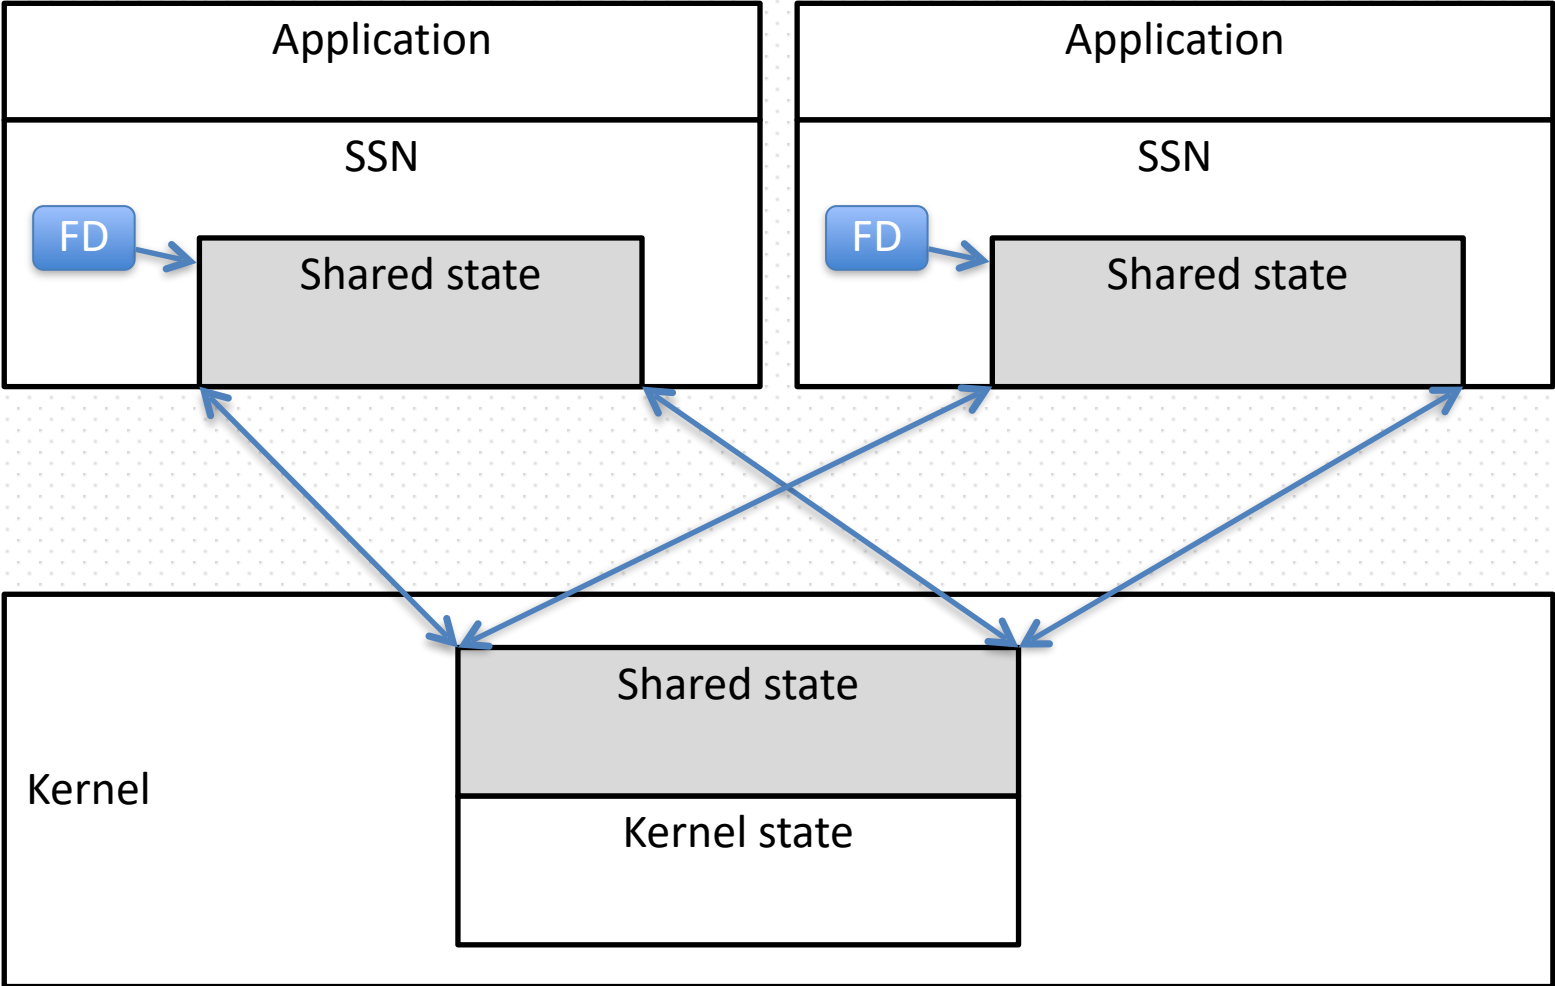 Application
Application
SSN
SSN
FD
FD
Shared state
Shared state
Shared state
Kernel
Kernel state